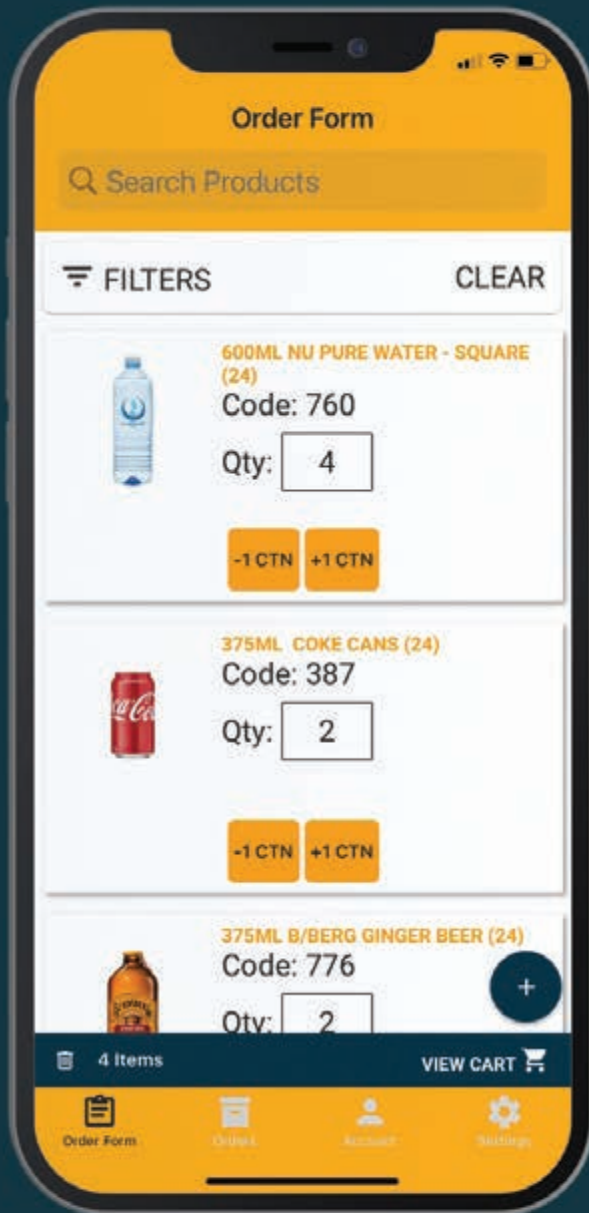 Order Form
Search Products
FILTERS CLEAR
600ML NU PURE WATER - SQUARE
(24)
Code: 760
Qty: 4
-1 CTN +1 CTN
375ML COKE CANS (24)
Code: 387
Qty: 2
-1 CTN +1 CTN
375ML B/BERG GINGER BEER (24)
Code: 776
Qty: 2
+
4 Items VIEW CART
Order Form Orders Account Settings